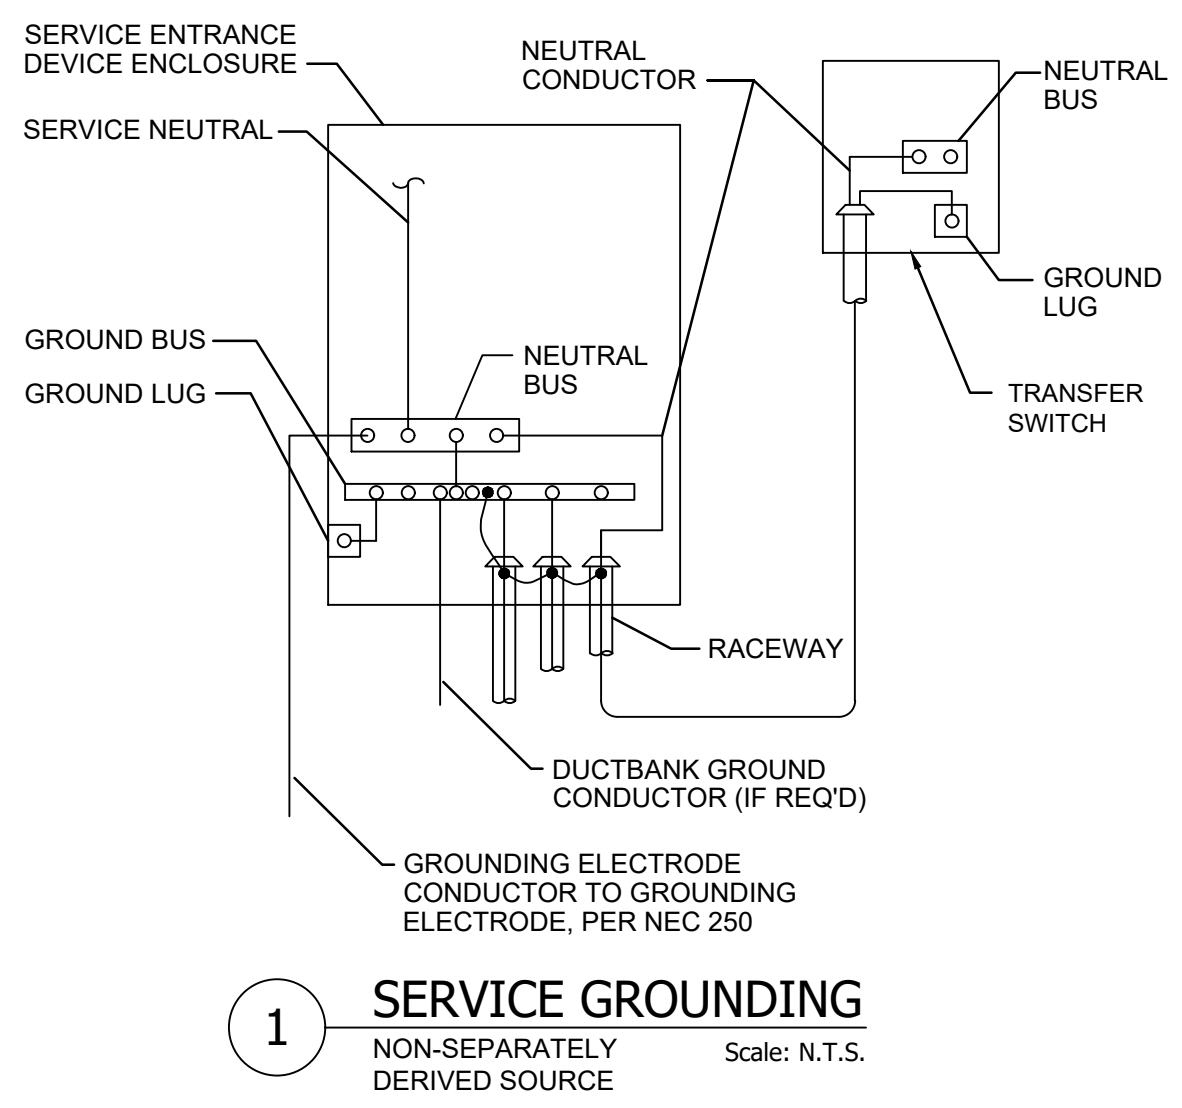 SERVICE ENTRANCE
DEVICE ENCLOSURE
SERVICE NEUTRAL
NEUTRAL
CONDUCTOR
NEUTRAL
BUS
GROUND
LUG
TRANSFER
SWITCH
GROUND BUS
GROUND LUG
NEUTRAL
BUS
RACEWAY
DUCTBANK GROUND
CONDUCTOR (IF REQ'D)
GROUNDING ELECTRODE
CONDUCTOR TO GROUNDING
ELECTRODE, PER NEC 250
1
SERVICE GROUNDING
NON-SEPARATELY
DERIVED SOURCE
Scale: N.T.S.